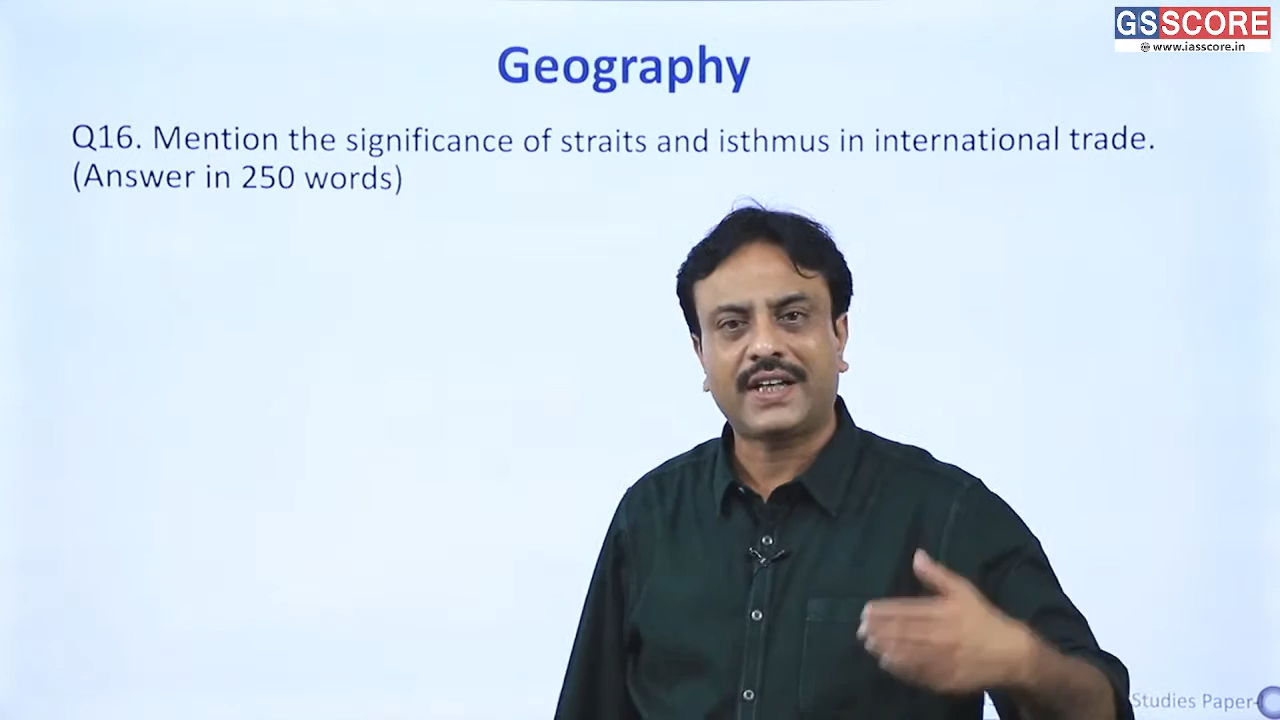 GSSCORE
www.iasscore.in
Geography
Q16. Mention the significance of straits and isthmus in international trade.
(Answer in 250 words)
Studies Paper-